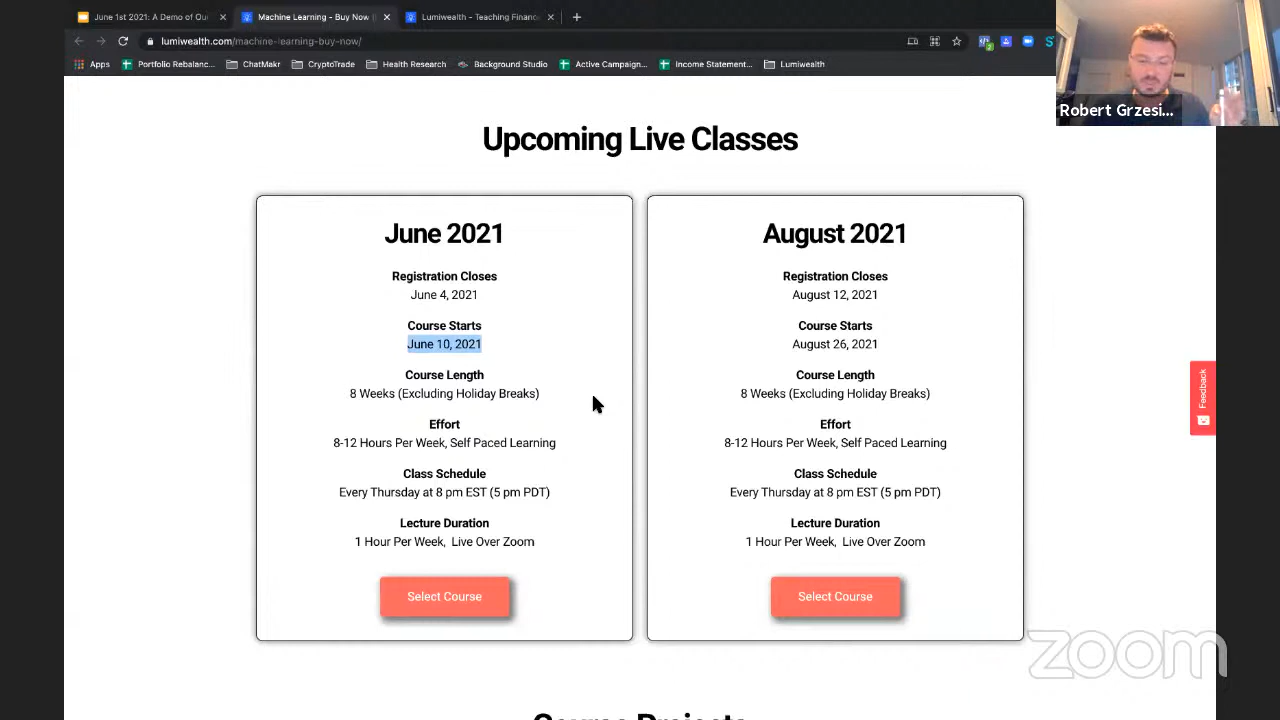 June 1st 2021: A Demo of Ou
Machine Learning - Buy Now
Lumiwealth - Teaching Financ
lumiwealth.com/machine-learning-buy-now/
Apps
Portfolio Rebalanc...
ChatMakr
CryptoTrade
Health Research
Background Studio
Active Campaign...
Income Statement...
Lumiwealth
Robert Grzesi...
Upcoming Live Classes
June 2021
Registration Closes
June 4, 2021
Course Starts
June 10, 2021
Course Length
8 Weeks (Excluding Holiday Breaks)
Effort
8-12 Hours Per Week, Self Paced Learning
Class Schedule
Every Thursday at 8 pm EST (5 pm PDT)
Lecture Duration
1 Hour Per Week, Live Over Zoom
Select Course
August 2021
Registration Closes
August 12, 2021
Course Starts
August 26, 2021
Course Length
8 Weeks (Excluding Holiday Breaks)
Effort
8-12 Hours Per Week, Self Paced Learning
Class Schedule
Every Thursday at 8 pm EST (5 pm PDT)
Lecture Duration
1 Hour Per Week, Live Over Zoom
Select Course
Feedback
zoom
Course Projects